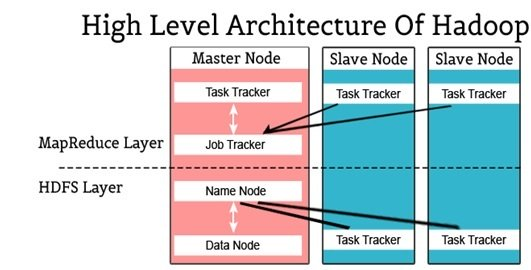 High Level Architecture Of Hadoop
Master Node
Slave Node
Slave Node
Task Tracker
Task Tracker
Task Tracker
MapReduce Layer
Job Tracker
HDFS Layer
Name Node
Data Node
Task Tracker
Task Tracker